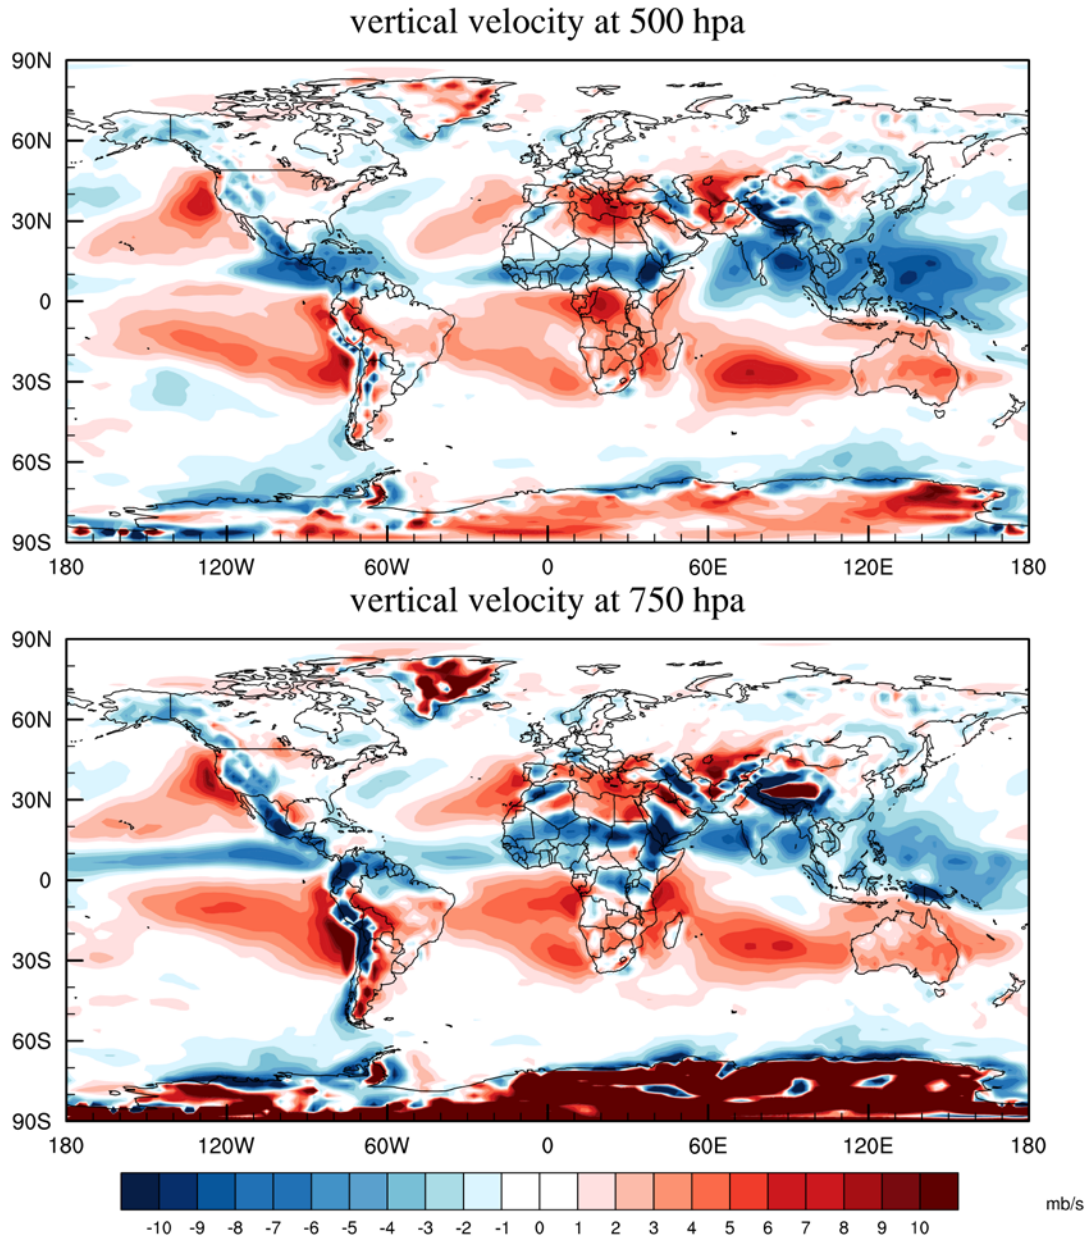 vertical velocity at 500 hpa
90N
60N
30N
0
30S
60S
90S
180 120W 60W 0 60E 120E 180
vertical velocity at 750 hpa
90N
60N
30N
0
30S
60S
90S
180 120W 60W 0 60E 120E 180
-10 -9 -8 -7 -6 -5 -4 -3 -2 -1 0 1 2 3 4 5 6 7 8 9 10
mb/s